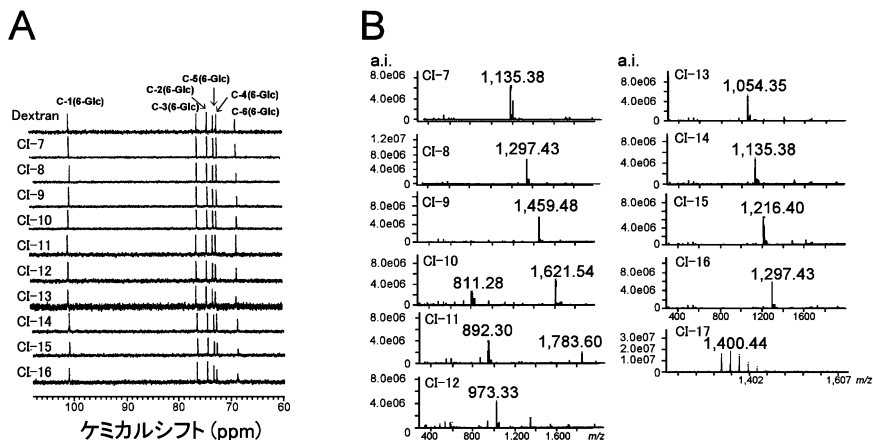 A
C-5(6-Glc)
C-1(6-Glc)
C-2(6-Glc)
C-4(6-Glc)
C-3(6-Glc)
C-6(6-Glc)
Dextran
CI-7
CI-8
CI-9
CI-10
CI-11
CI-12
CI-13
CI-14
CI-15
CI-16
100 90 80 70 60
ケミカルシフト (ppm)
B
a.i.
8.0e06
4.0e06
0
CI-7
1,135.38
1.2e07
8.0e06
4.0e06
0
CI-8
1,297.43
8.0e06
4.0e06
0
CI-9
1,459.48
8.0e06
4.0e06
0
CI-10
811.28
1,621.54
8.0e06
4.0e06
0
CI-11
892.30
1,783.60
8.0e06
4.0e06
CI-12
973.33
400 800 1,200 1.600 m/z
a.i.
8.0e06
4.0e06
0
CI-13
1,054.35
8.0e06
4.0e06
0
CI-14
1,135.38
8.0e06
4.0e06
0
CI-15
1,216.40
8.0e06
4.0e06
0
CI-16
1,297.43
400 800 1200 1600
3.0e07
2.0e07
1.0e07
CI-17
1,400.44
1,402 1,607 m/z